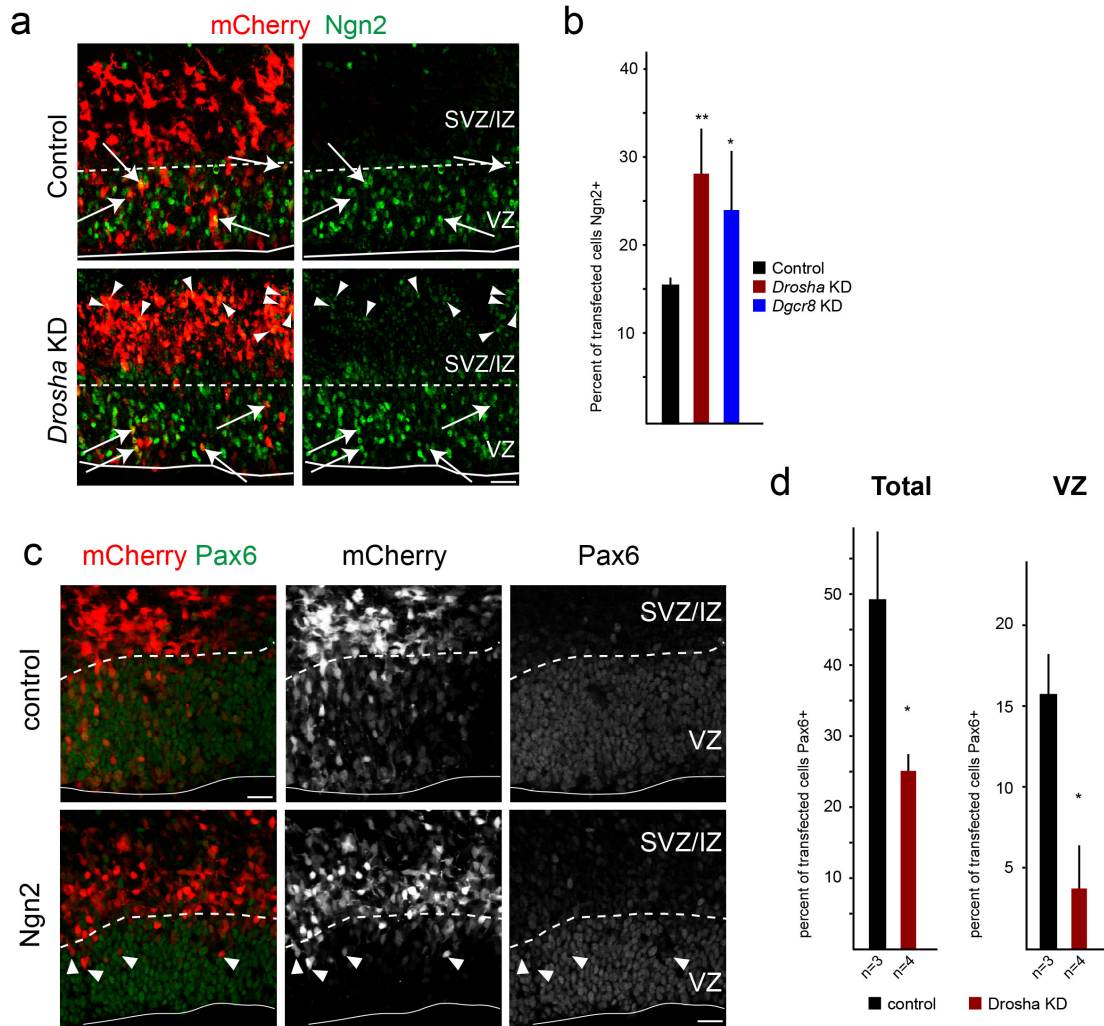 a
mCherry Ngn2
Control
SVZ/IZ
VZ
Drosha KD
SVZ/IZ
VZ
b
Percent of transfected cells Ngn2+
40
30
20
10
**
*
Control
Drosha KD
Dgcr8 KD
c
mCherry Pax6
mCherry
Pax6
control
SVZ/IZ
VZ
Ngn2
SVZ/IZ
VZ
d
Total
VZ
percent of transfected cells Pax6+
50
40
30
20
10
*
n=3
n=4
percent of transfected cells Pax6+
20
15
10
5
*
n=3
n=4
control
Drosha KD